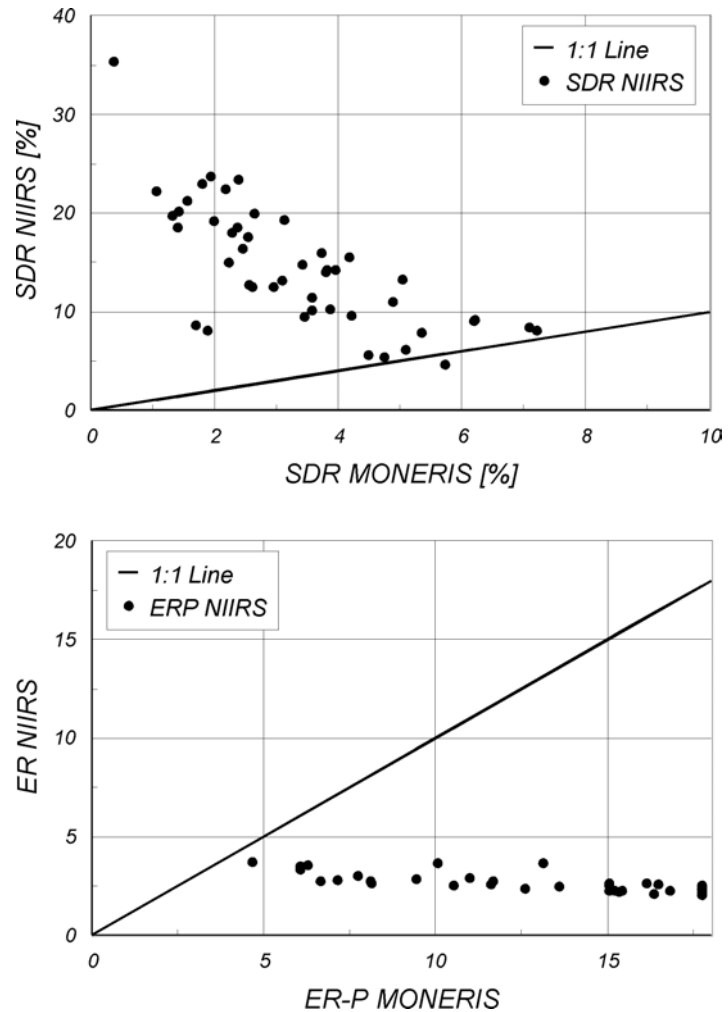 40
30
20
10
0
SDR NIIRS [%]
1:1 Line
SDR NIIRS
0 2 4 6 8 10
SDR MONERIS [%]
20
15
10
5
0
ER NIIRS
1:1 Line
ERP NIIRS
0 5 10 15
ER-P MONERIS